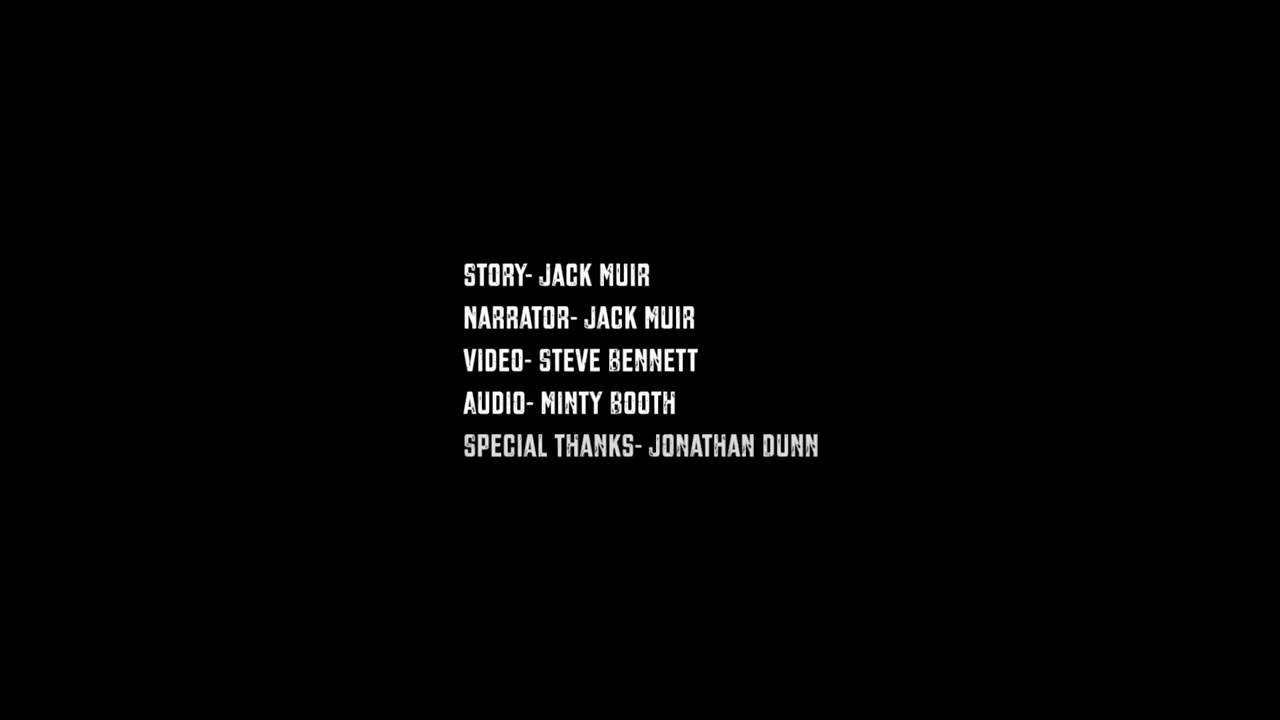 STORY- JACK MUIR
NARRATOR- JACK MUIR
VIDEO- STEVE BENNETT
AUDIO- MINTY BOOTH
SPECIAL THANKS- JONATHAN DUNN